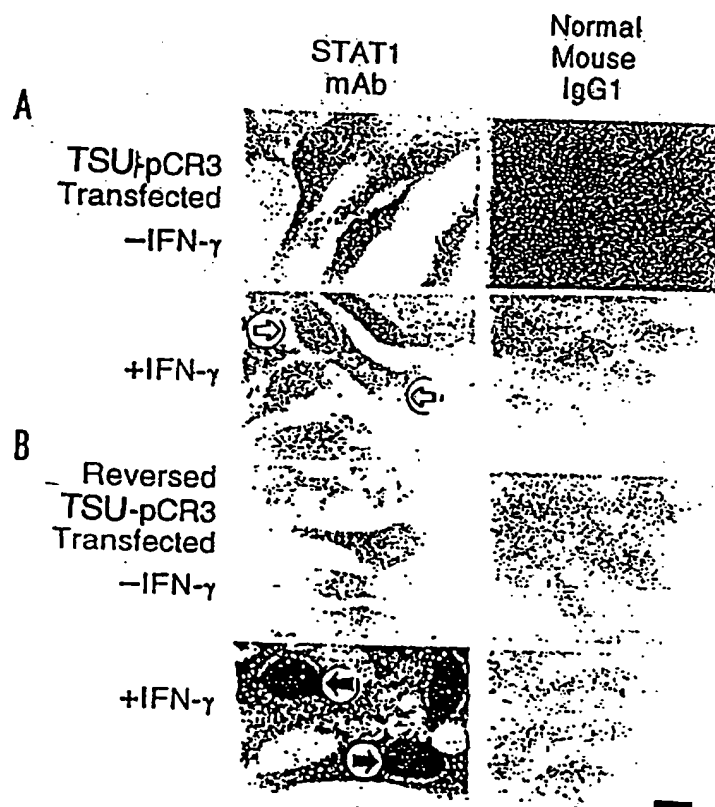 STAT1
mAb
Normal
Mouse
IgG1
A
TSU-pCR3
Transfected
–IFN-γ
+IFN-γ
B
Reversed
TSU-pCR3
Transfected
–IFN-γ
+IFN-γ